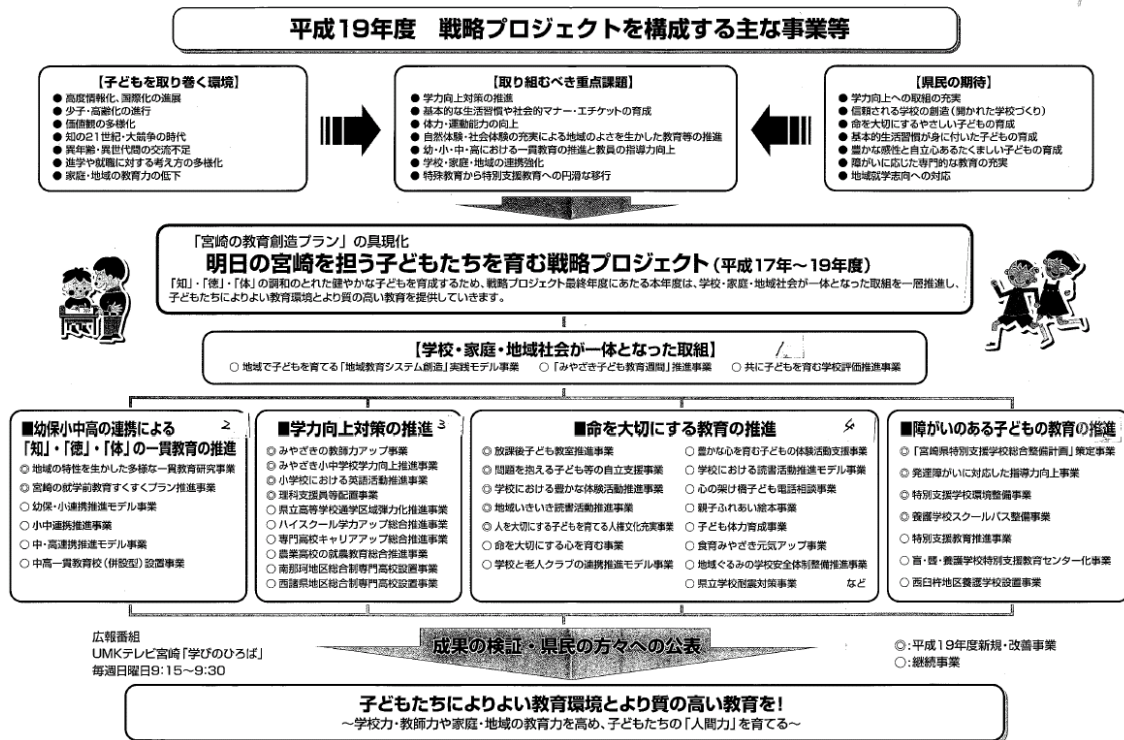 平成19年度 戦略プロジェクトを構成する主な事業等
【子どもを取り巻く環境】
● 高度情報化、国際化の進展
● 少子・高齢化の進行
● 価値観の多様化
● 知の21世紀・大競争の時代
● 異年齢・異世代間の交流不足
● 進学や就職に対する考え方の多様化
● 家庭・地域の教育力の低下
【取り組むべき重点課題】
● 学力向上対策の推進
● 基本的な生活習慣や社会的マナー・エチケットの育成
● 体力・運動能力の向上
● 自然体験・社会体験の充実による地域のよさを生かした教育等の推進
● 幼・小・中・高における一貫教育の推進と教員の指導力向上
● 学校・家庭・地域の連携強化
● 特殊教育から特別支援教育への円滑な移行
【県民の期待】
● 学力向上への取組の充実
● 信頼される学校の創造(開かれた学校づくり)
● 命を大切にするやさしい子どもの育成
● 基本的生活習慣が身に付いた子どもの育成
● 豊かな感性と自立心あるたくましい子どもの育成
● 障がいに応じた専門的な教育の充実
● 地域就学志向への対応
「宮崎の教育創造プラン」の具現化
明日の宮崎を担う子どもたちを育む戦略プロジェクト(平成17年～19年度)
「知」・「徳」・「体」の調和のとれた健やかな子どもを育成するため、戦略プロジェクト最終年度にあたる本年度は、学校・家庭・地域社会が一体となった取組を一層推進し、
子どもたちによりよい教育環境とより質の高い教育を提供していきます。
【学校・家庭・地域社会が一体となった取組】
1
○ 地域で子どもを育てる「地域教育システム創造」実践モデル事業 ○「みやざき子ども教育週間」推進事業 ○ 共に子どもを育む学校評価推進事業
■幼保小中高の連携による
2
「知」・「徳」・「体」の一貫教育の推進
◎ 地域の特性を生かした多様な一貫教育研究事業
◎ 宮崎の就学前教育すくすくプラン推進事業
○ 幼保・小連携推進モデル事業
○ 小中連携推進事業
○ 中・高連携推進モデル事業
○ 中高一貫教育校(併設型)設置事業
■学力向上対策の推進
3
◎ みやざきの教師力アップ事業
◎ みやざき小中学校学力向上推進事業
◎ 小学校における英語活動推進事業
◎ 理科支援員等配置事業
○ 県立高等学校通学区域弾力化推進事業
○ ハイスクール学力アップ総合推進事業
○ 専門高校キャリアアップ総合推進事業
○ 農業高校の就農教育総合推進事業
○ 南那珂地区総合制専門高校設置事業
○ 西諸県地区総合制専門高校設置事業
■命を大切にする教育の推進
4
◎ 放課後子ども教室推進事業
◎ 問題を抱える子ども等の自立支援事業
◎ 学校における豊かな体験活動推進事業
◎ 地域いきいき読書活動推進事業
◎ 人を大切にする子どもを育てる人権文化充実事業
○ 命を大切にする心を育む事業
○ 学校と老人クラブの連携推進モデル事業
○ 豊かな心を育む子どもの体験活動支援事業
○ 学校における読書活動推進モデル事業
○ 心の架け橋子ども電話相談事業
○ 親子ふれあい絵本事業
○ 子ども体力育成事業
○ 食育みやざき元気アップ事業
○ 地域ぐるみの学校安全体制整備推進事業
○ 県立学校耐震対策事業 など
■障がいのある子どもの教育の推進
◎ 「宮崎県特別支援学校総合整備計画」策定事業
◎ 発達障がいに対応した指導力向上事業
◎ 特別支援学校環境整備事業
◎ 養護学校スクールバス整備事業
○ 特別支援教育推進事業
○ 盲・聾・養護学校特別支援教育センター化事業
○ 西臼杵地区養護学校設置事業
広報番組
UMKテレビ宮崎「学びのひろば」
毎週日曜日9:15～9:30
成果の検証・県民の方々への公表
◎:平成19年度新規・改善事業
○:継続事業
子どもたちによりよい教育環境とより質の高い教育を!
～学校力・教師力や家庭・地域の教育力を高め、子どもたちの「人間力」を育てる～